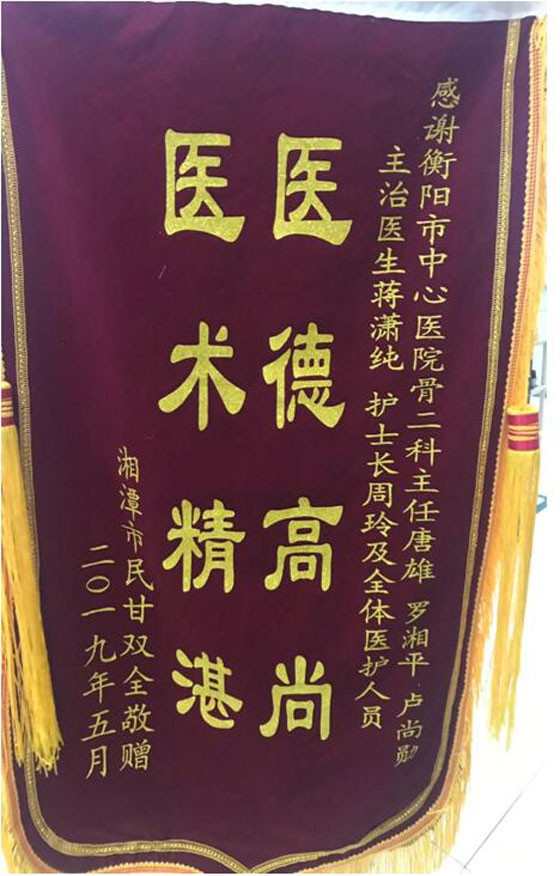 感谢衡阳市中心医院骨二科主任唐雄 罗湘平 卢尚勋
主治医生蒋潇纯 护士长周玲及全体医护人员
医德高尚
医术精湛
湘潭市民甘双全敬赠
二〇一九年五月